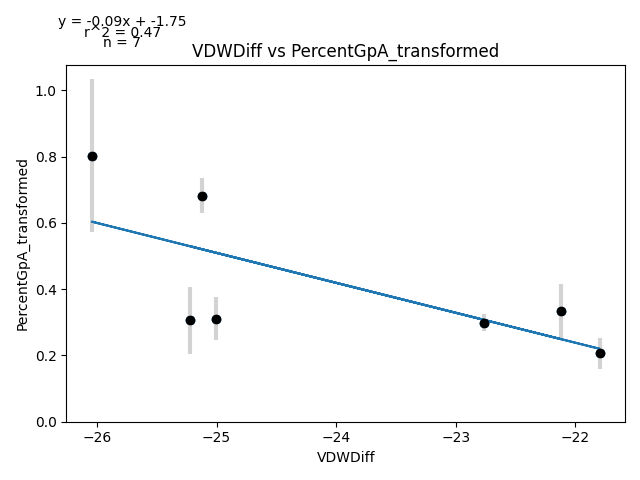 y = -0.09x + -1.75
r^2 = 0.47
n = 7
VDWDiff vs PercentGpA_transformed
1.0
0.8
0.6
0.4
0.2
0.0
PercentGpA_transformed
−26
−25
−24
−23
−22
VDWDiff